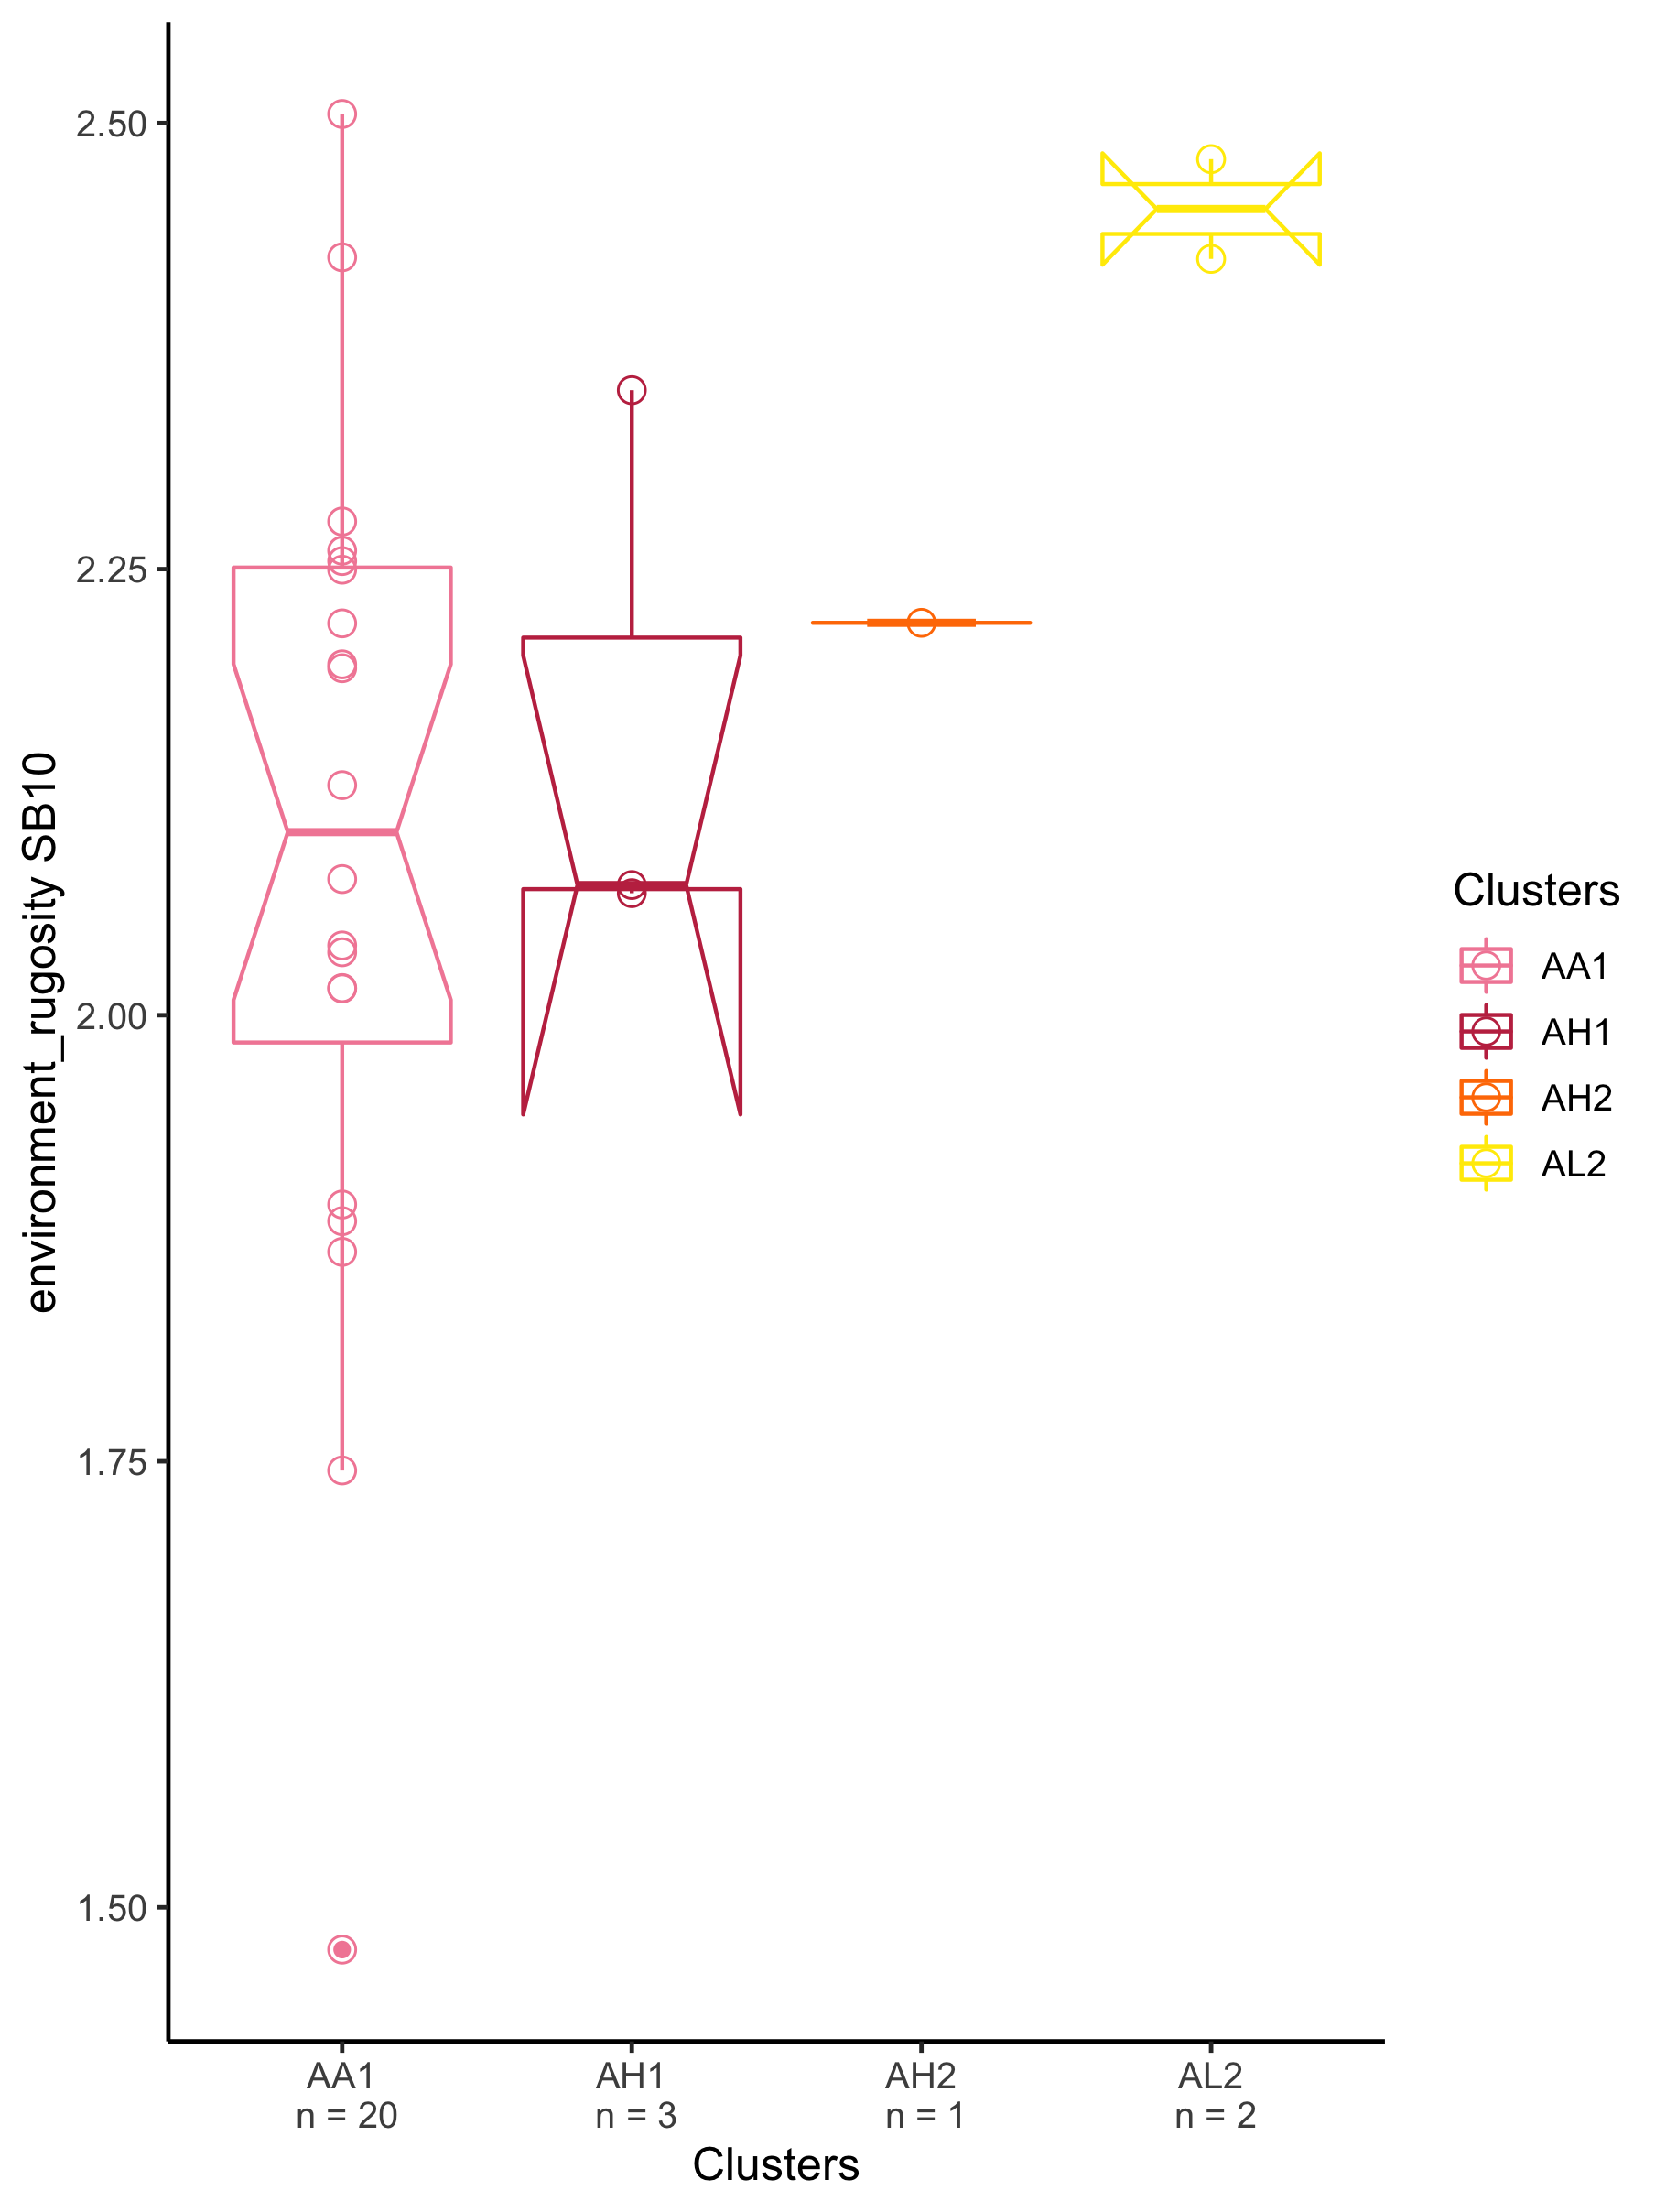 environment_rugosity SB10
2.50
2.25
2.00
1.75
1.50
AA1
n = 20
AH1
n = 3
AH2
n = 1
AL2
n = 2
Clusters
Clusters
AA1
AH1
AH2
AL2